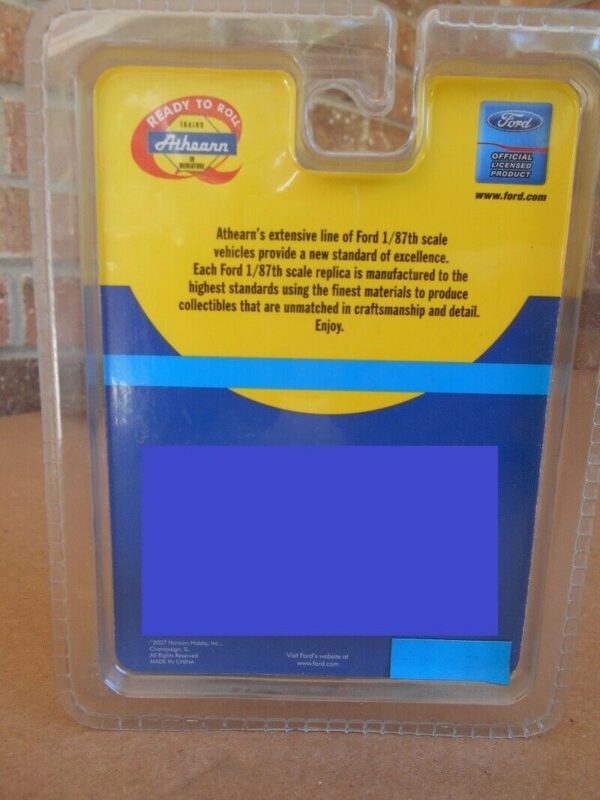 READY TO ROLL
TRAINS
Athearn
IN
MINIATURE
Ford
OFFICIAL
LICENSED
PRODUCT
www.ford.com
Athearn's extensive line of Ford 1/87th scale
vehicles provide a new standard of excellence.
Each Ford 1/87th scale replica is manufactured to the
highest standards using the finest materials to produce
collectibles that are unmatched in craftsmanship and detail.
Enjoy.
©2007 Horizon Hobby, Inc.,
Champaign, IL
All Rights Reserved
MADE IN CHINA
Visit Ford's website at
www.ford.com